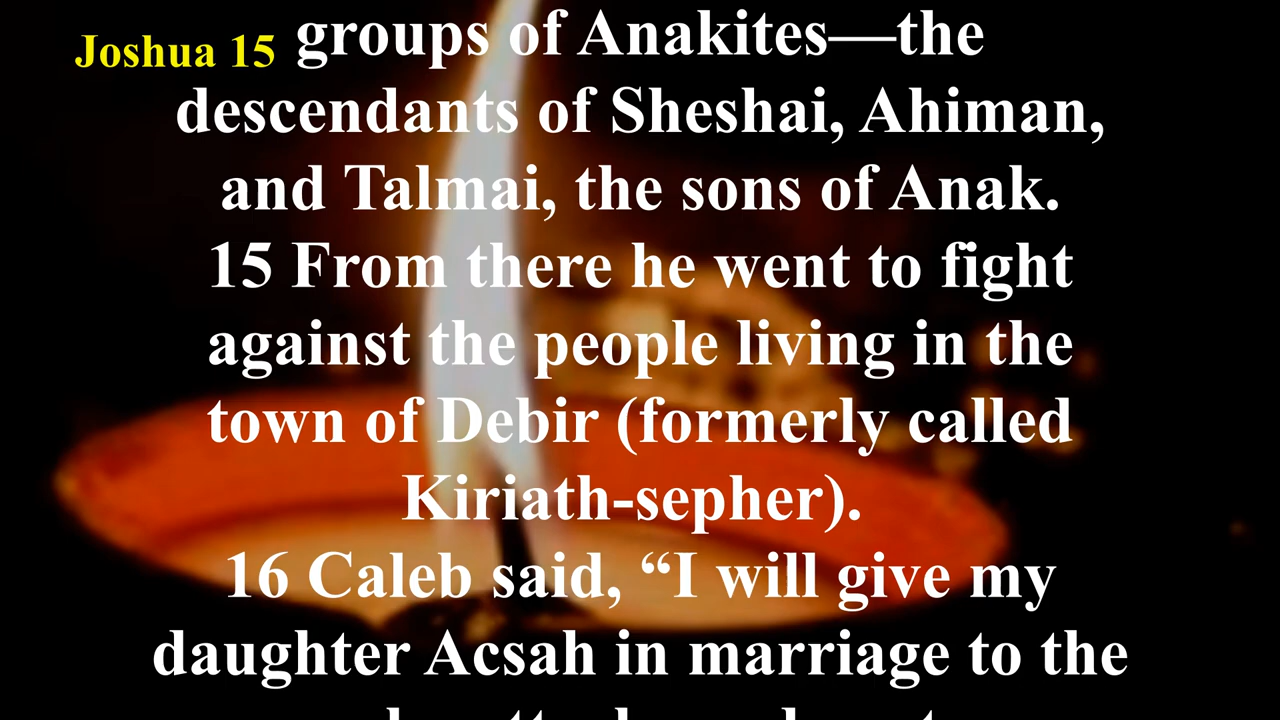 Joshua 15
groups of Anakites—the
descendants of Sheshai, Ahiman,
and Talmai, the sons of Anak.
15 From there he went to fight
against the people living in the
town of Debir (formerly called
Kiriath-sepher).
16 Caleb said, “I will give my
daughter Acsah in marriage to the